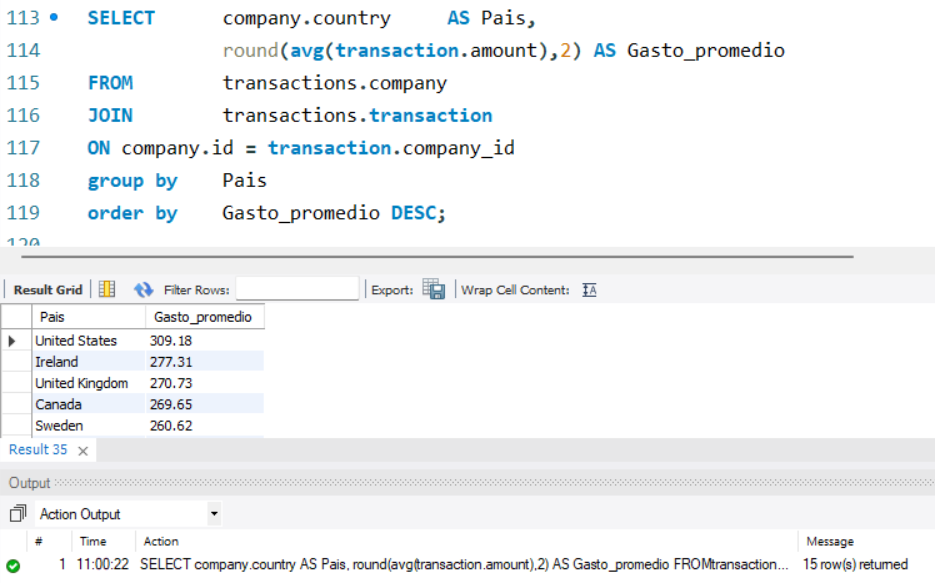 113 SELECT company.country AS Pais,
114 round(avg(transaction.amount),2) AS Gasto_promedio
115 FROM transactions.company
116 JOIN transactions.transaction
117 ON company.id = transaction.company_id
118 group by Pais
119 order by Gasto_promedio DESC;
120
Result Grid Filter Rows: Export: Wrap Cell Content:
Pais Gasto_promedio
United States 309.18
Ireland 277.31
United Kingdom 270.73
Canada 269.65
Sweden 260.62
Result 35 ×
Output
Action Output
# Time Action Message
1 11:00:22 SELECT company.country AS Pais, round(avg(transaction.amount),2) AS Gasto_promedio FROMtransaction... 15 row(s) returned